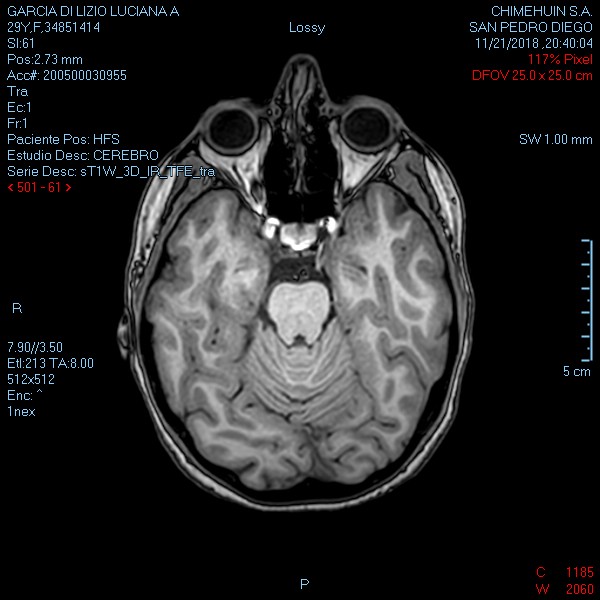 GARCIA DI LIZIO LUCIANA A
29Y,F,34851414
Sl:61
Pos:2.73 mm
Acc#: 200500030955
Tra
Ec:1
Fr:1
Paciente Pos: HFS
Estudio Desc: CEREBRO
Serie Desc: sT1W_3D_IR_TFE_tra
< 501 - 61 >
Lossy
CHIMEHUIN S.A.
SAN PEDRO DIEGO
11/21/2018 ,20:40:04
117% Pixel
DFOV 25.0 x 25.0 cm
SW 1.00 mm
R
7.90//3.50
Etl:213 TA:8.00
512x512
Enc: ^
1nex
5 cm
P
C 1185
W 2060